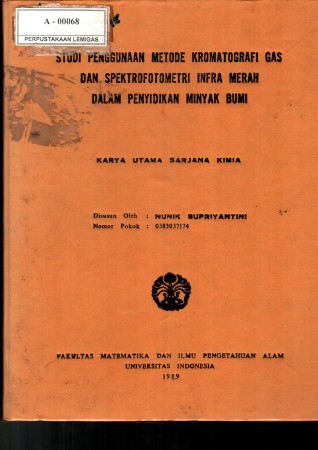 A - 00068
PERPUSTAKAAN LEMIGAS
STUDI PENGGUNAAN METODE KROMATOGRAFI GAS
DAN SPEKTROFOTOMETRI INFRA MERAH
DALAM PENYIDIKAN MINYAK BUMI
KARYA UTAMA SARJANA KIMIA
Disusun Oleh : NUNIK SUPRIYANTINI
Nomor Pokok : 0383037174
FAKULTAS MATEMATIKA DAN ILMU PENGETAHUAN ALAM
UNIVERSITAS INDONESIA
1989